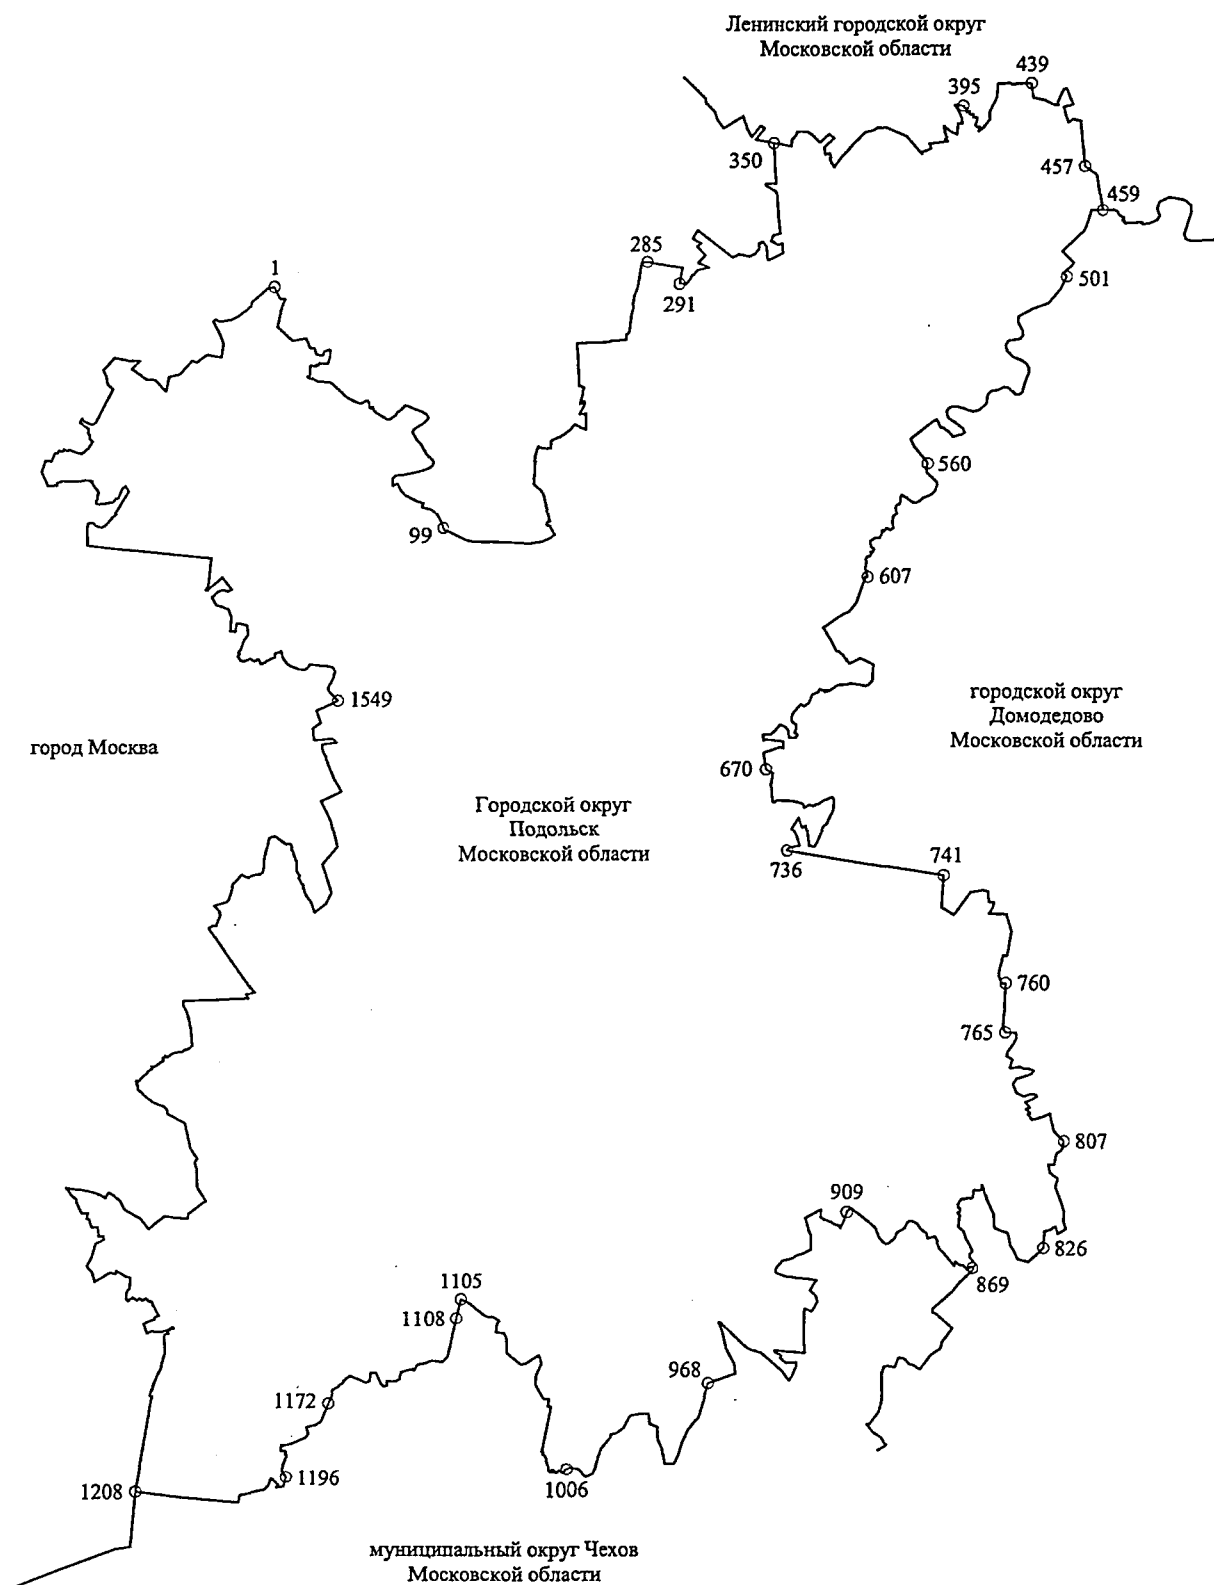 Ленинский городской округ
Московской области
439
395
350
457
459
285
1
501
291
560
99
607
1549
городской округ
Домодедово
Московской области
город Москва
670
Городской округ
Подольск
Московской области
736
741
760
765
807
909
826
869
1105
1108
968
1172
1196
1208
1006
муниципальный округ Чехов
Московской области